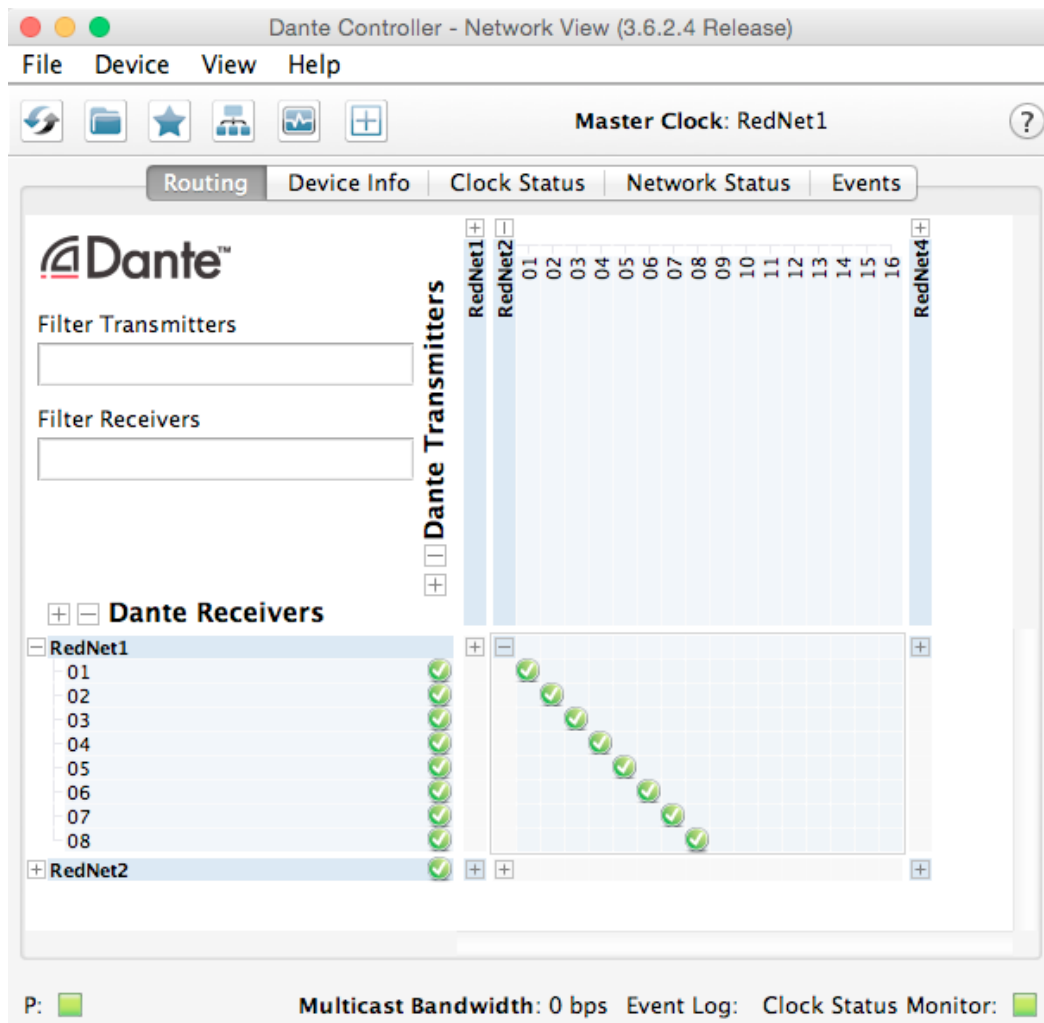 Dante Controller - Network View (3.6.2.4 Release)
File Device View Help
Master Clock: RedNet1
?
Routing Device Info Clock Status Network Status Events
Dante™
Filter Transmitters
Filter Receivers
Dante Transmitters
RedNet1
RedNet2
01 02 03 04 05 06 07 08 09 10 11 12 13 14 15 16
RedNet4
Dante Receivers
RedNet1
01
02
03
04
05
06
07
08
RedNet2
P: Multicast Bandwidth: 0 bps Event Log: Clock Status Monitor: